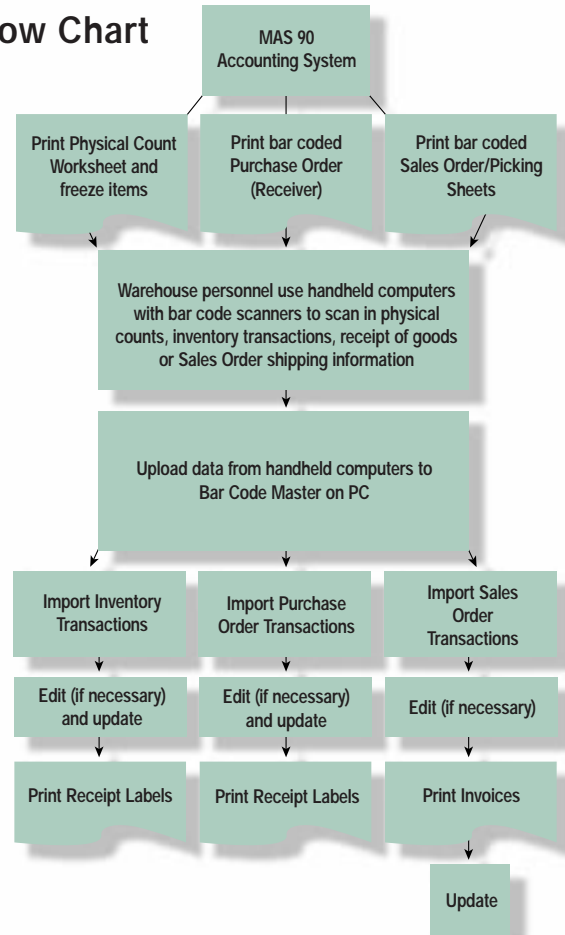 ow Chart
MAS 90
Accounting System
Print Physical Count
Worksheet and
freeze items
Print bar coded
Purchase Order
(Receiver)
Print bar coded
Sales Order/Picking
Sheets
Warehouse personnel use handheld computers
with bar code scanners to scan in physical
counts, inventory transactions, receipt of goods
or Sales Order shipping information
Upload data from handheld computers to
Bar Code Master on PC
Import Inventory
Transactions
Import Purchase
Order Transactions
Import Sales
Order
Transactions
Edit (if necessary)
and update
Edit (if necessary)
and update
Edit (if necessary)
Print Receipt Labels
Print Receipt Labels
Print Invoices
Update